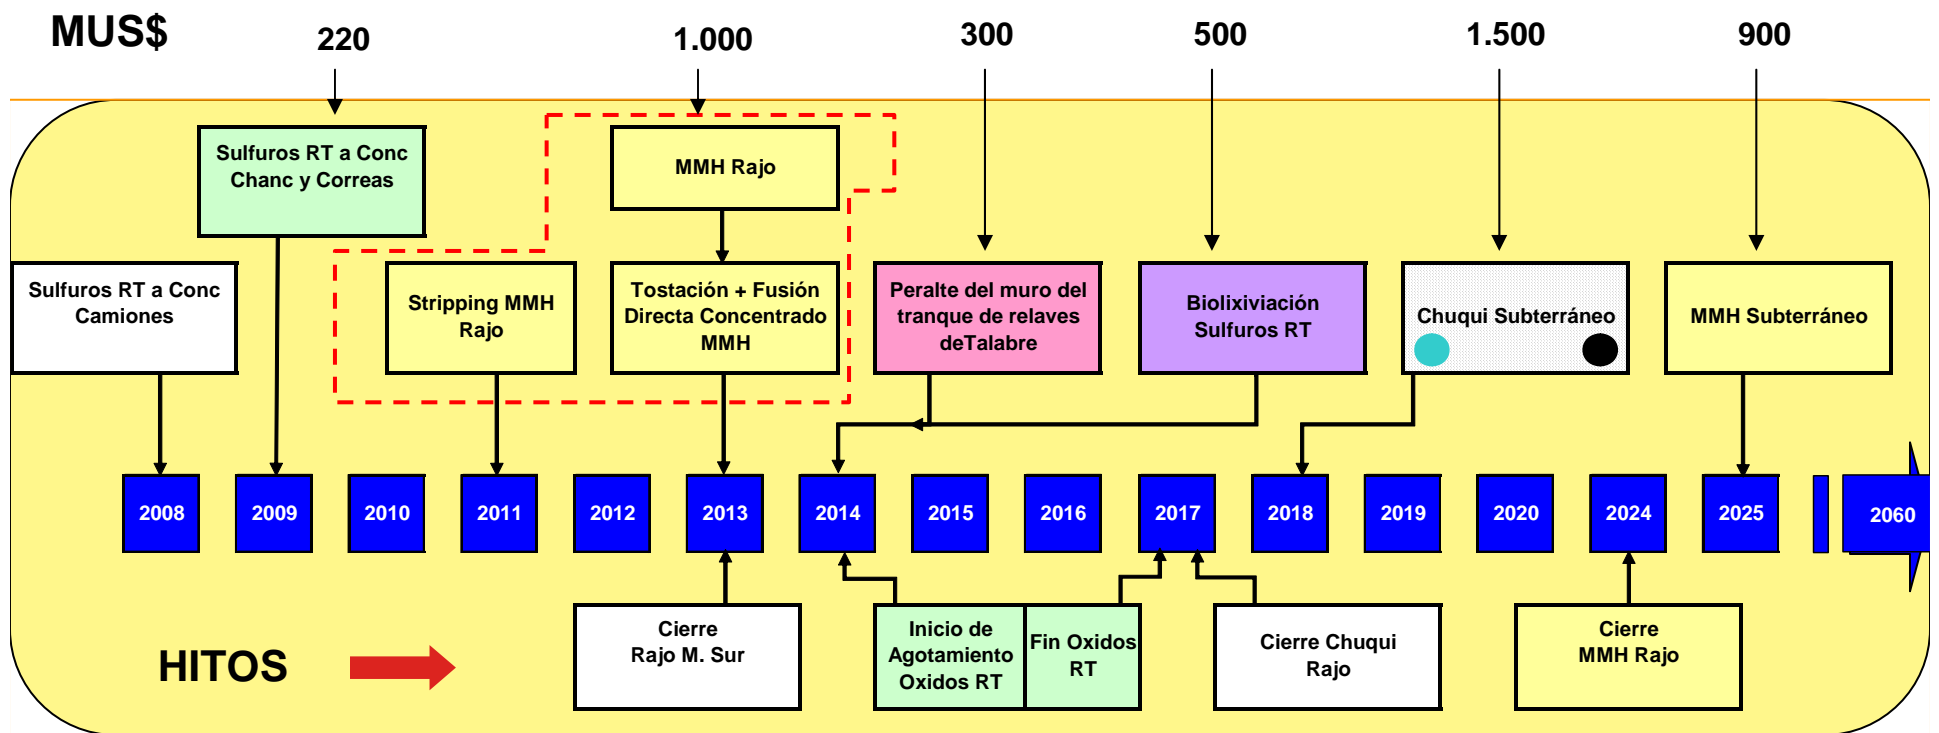 MUS$ 220 1.000 300 500 1.500 900
Sulfuros RT a Conc
Chanc y Correas
MMH Rajo
Sulfuros RT a Conc
Camiones
Stripping MMH
Rajo
Tostación + Fusión
Directa Concentrado
MMH
Peralte del muro del
tranque de relaves
deTalabre
Biolixiviación
Sulfuros RT
Chuqui Subterráneo
MMH Subterráneo
2008 2009 2010 2011 2012 2013 2014 2015 2016 2017 2018 2019 2020 2024 2025 2060
HITOS
Cierre
Rajo M. Sur
Inicio de
Agotamiento
Oxidos RT
Fin Oxidos
RT
Cierre Chuqui
Rajo
Cierre
MMH Rajo